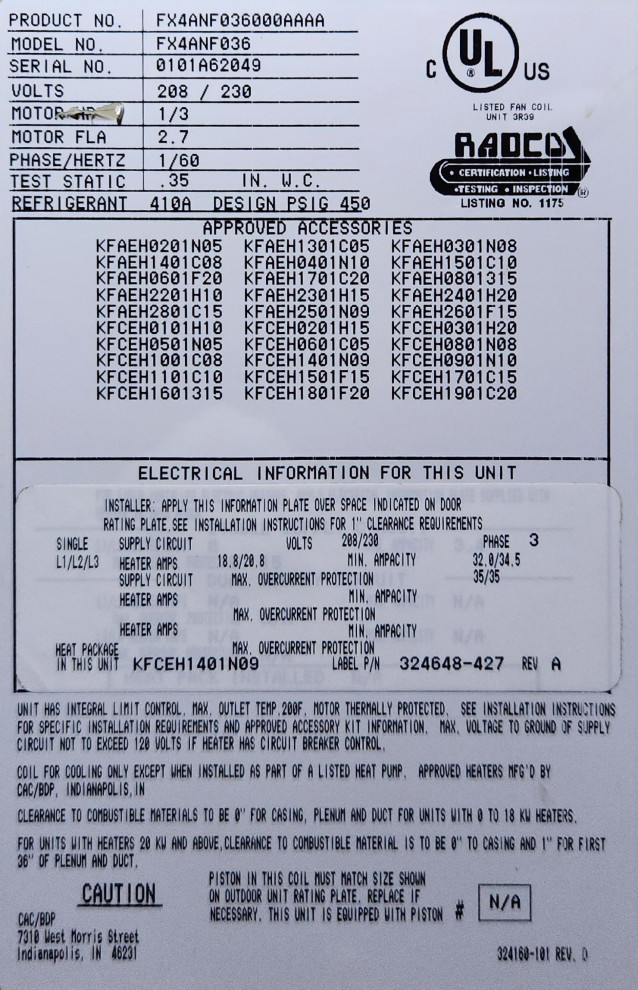 PRODUCT NO. FX4ANF036000AAAA
MODEL NO. FX4ANF036
SERIAL NO. 0101A62049
VOLTS 208 / 230
MOTOR HP 1/3
MOTOR FLA 2.7
PHASE/HERTZ 1/60
TEST STATIC .35 IN. W.C.
REFRIGERANT 410A DESIGN PSIG 450
C UL ® US
LISTED FAN COIL
UNIT 3R39
RADCO
• CERTIFICATION • LISTING
• TESTING • INSPECTION ®
LISTING NO. 1175
APPROVED ACCESSORIES
KFAEH0201N05 KFAEH1301C05 KFAEH0301N08
KFAEH1401C08 KFAEH0401N10 KFAEH1501C10
KFAEH0601F20 KFAEH1701C20 KFAEH0801315
KFAEH2201H10 KFAEH2301H15 KFAEH2401H20
KFAEH2801C15 KFAEH2501N09 KFAEH2601F15
KFCEH0101H10 KFCEH0201H15 KFCEH0301H20
KFCEH0501N05 KFCEH0601C05 KFCEH0801N08
KFCEH1001C08 KFCEH1401N09 KFCEH0901N10
KFCEH1101C10 KFCEH1501F15 KFCEH1701C15
KFCEH1601315 KFCEH1801F20 KFCEH1901C20
ELECTRICAL INFORMATION FOR THIS UNIT
INSTALLER: APPLY THIS INFORMATION PLATE OVER SPACE INDICATED ON DOOR
RATING PLATE,SEE INSTALLATION INSTRUCTIONS FOR 1" CLEARANCE REQUIREMENTS
SINGLE SUPPLY CIRCUIT VOLTS 208/230 PHASE 3
L1/L2/L3 HEATER AMPS 18.8/20.8 MIN. AMPACITY 32.0/34.5
SUPPLY CIRCUIT MAX. OVERCURRENT PROTECTION 35/35
HEATER AMPS MIN. AMPACITY
MAX. OVERCURRENT PROTECTION
HEATER AMPS MIN. AMPACITY
HEAT PACKAGE MAX. OVERCURRENT PROTECTION
IN THIS UNIT KFCEH1401N09 LABEL P/N 324648-427 REV A
UNIT HAS INTEGRAL LIMIT CONTROL. MAX. OUTLET TEMP.200F. MOTOR THERMALLY PROTECTED. SEE INSTALLATION INSTRUCTIONS
FOR SPECIFIC INSTALLATION REQUIREMENTS AND APPROVED ACCESSORY KIT INFORMATION. MAX. VOLTAGE TO GROUND OF SUPPLY
CIRCUIT NOT TO EXCEED 120 VOLTS IF HEATER HAS CIRCUIT BREAKER CONTROL.
COIL FOR COOLING ONLY EXCEPT WHEN INSTALLED AS PART OF A LISTED HEAT PUMP. APPROVED HEATERS MFG'D BY
CAC/BDP, INDIANAPOLIS,IN
CLEARANCE TO COMBUSTIBLE MATERIALS TO BE 0" FOR CASING, PLENUM AND DUCT FOR UNITS WITH 0 TO 18 KW HEATERS.
FOR UNITS WITH HEATERS 20 KW AND ABOVE,CLEARANCE TO COMBUSTIBLE MATERIAL IS TO BE 0" TO CASING AND 1" FOR FIRST
36" OF PLENUM AND DUCT.
CAUTION
PISTON IN THIS COIL MUST MATCH SIZE SHOWN
ON OUTDOOR UNIT RATING PLATE. REPLACE IF
NECESSARY. THIS UNIT IS EQUIPPED WITH PISTON # N/A
CAC/BDP
7310 West Morris Street
Indianapolis, IN 46231
324160-101 REV. D